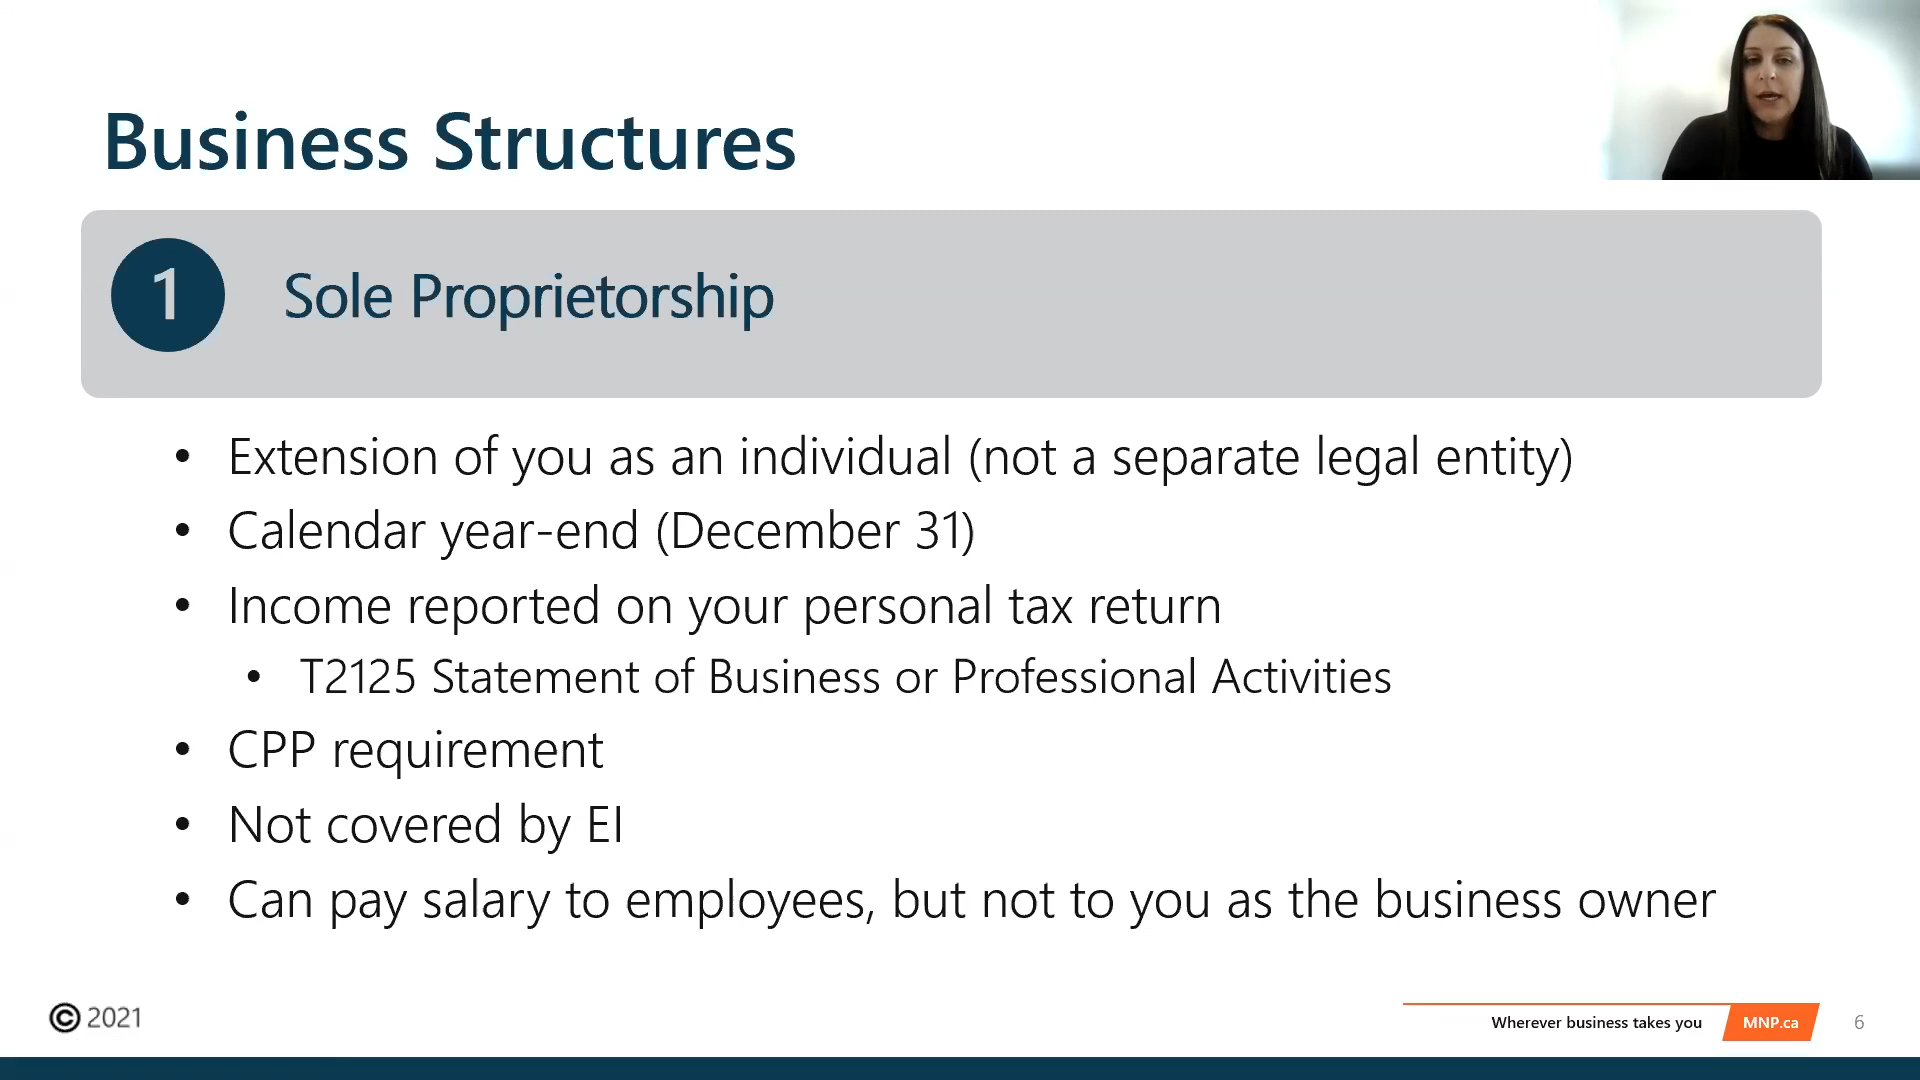 Business Structures
1 Sole Proprietorship
• Extension of you as an individual (not a separate legal entity)
• Calendar year-end (December 31)
• Income reported on your personal tax return
• T2125 Statement of Business or Professional Activities
• CPP requirement
• Not covered by EI
• Can pay salary to employees, but not to you as the business owner
© 2021
Wherever business takes you MNP.ca 6